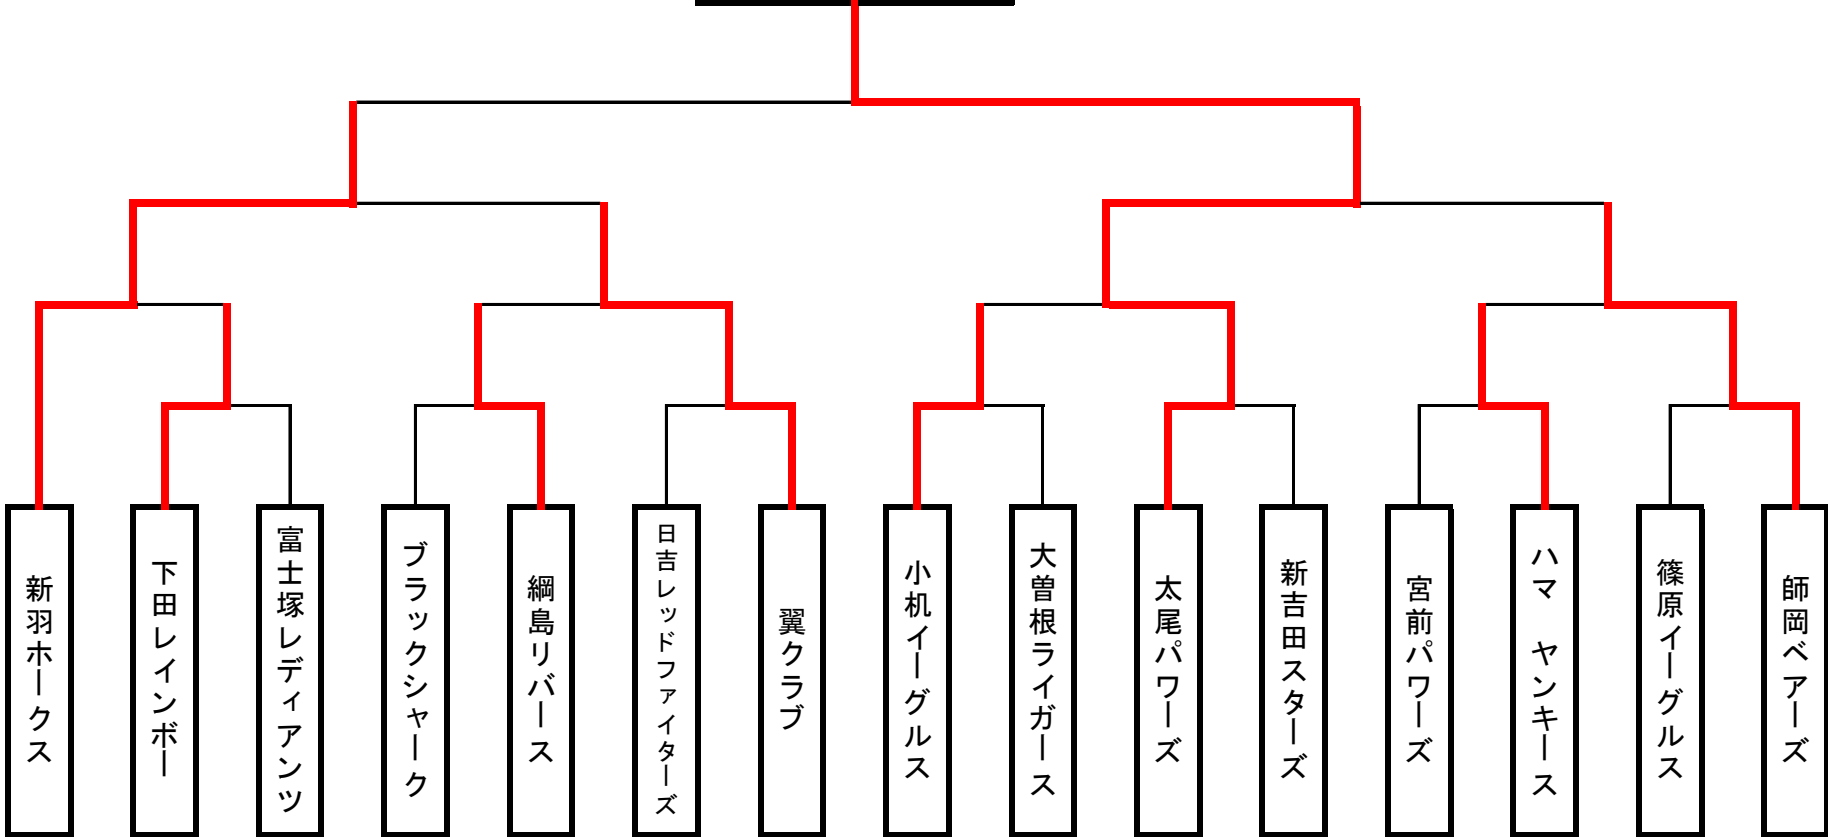 新羽ホークス
下田レインボー
富士塚レディアンツ
ブラックシャーク
綱島リバース
日吉レッドファイターズ
翼クラブ
小机イーグルス
大曽根ライガース
太尾パワーズ
新吉田スターズ
宮前パワーズ
ハマ　ヤンキース
篠原イーグルス
師岡ベアーズ